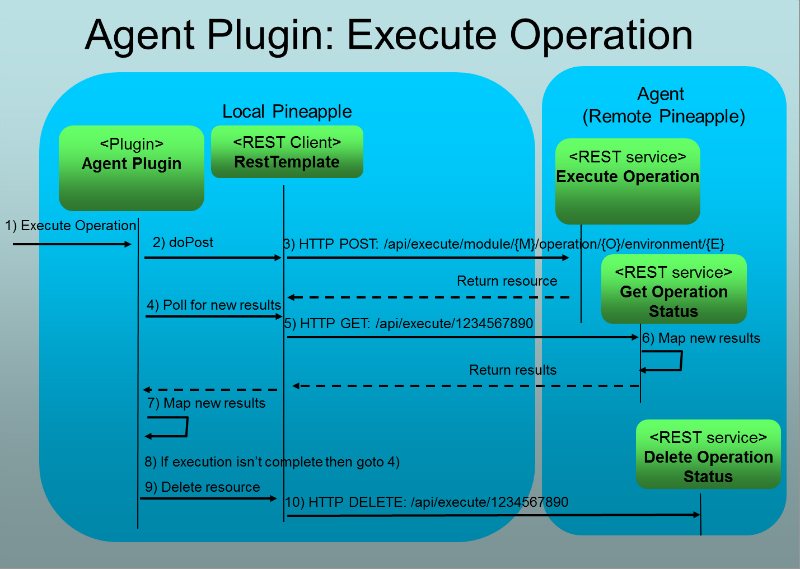 Agent Plugin: Execute Operation
Local Pineapple
Agent
(Remote Pineapple)
<Plugin>
Agent Plugin
<REST Client>
RestTemplate
<REST service>
Execute Operation
1) Execute Operation
2) doPost
3) HTTP POST: /api/execute/module/{M}/operation/{O}/environment/{E}
Return resource
<REST service>
Get Operation
Status
4) Poll for new results
5) HTTP GET: /api/execute/1234567890
6) Map new results
Return results
7) Map new results
8) If execution isn't complete then goto 4)
<REST service>
Delete Operation
Status
9) Delete resource
10) HTTP DELETE: /api/execute/1234567890